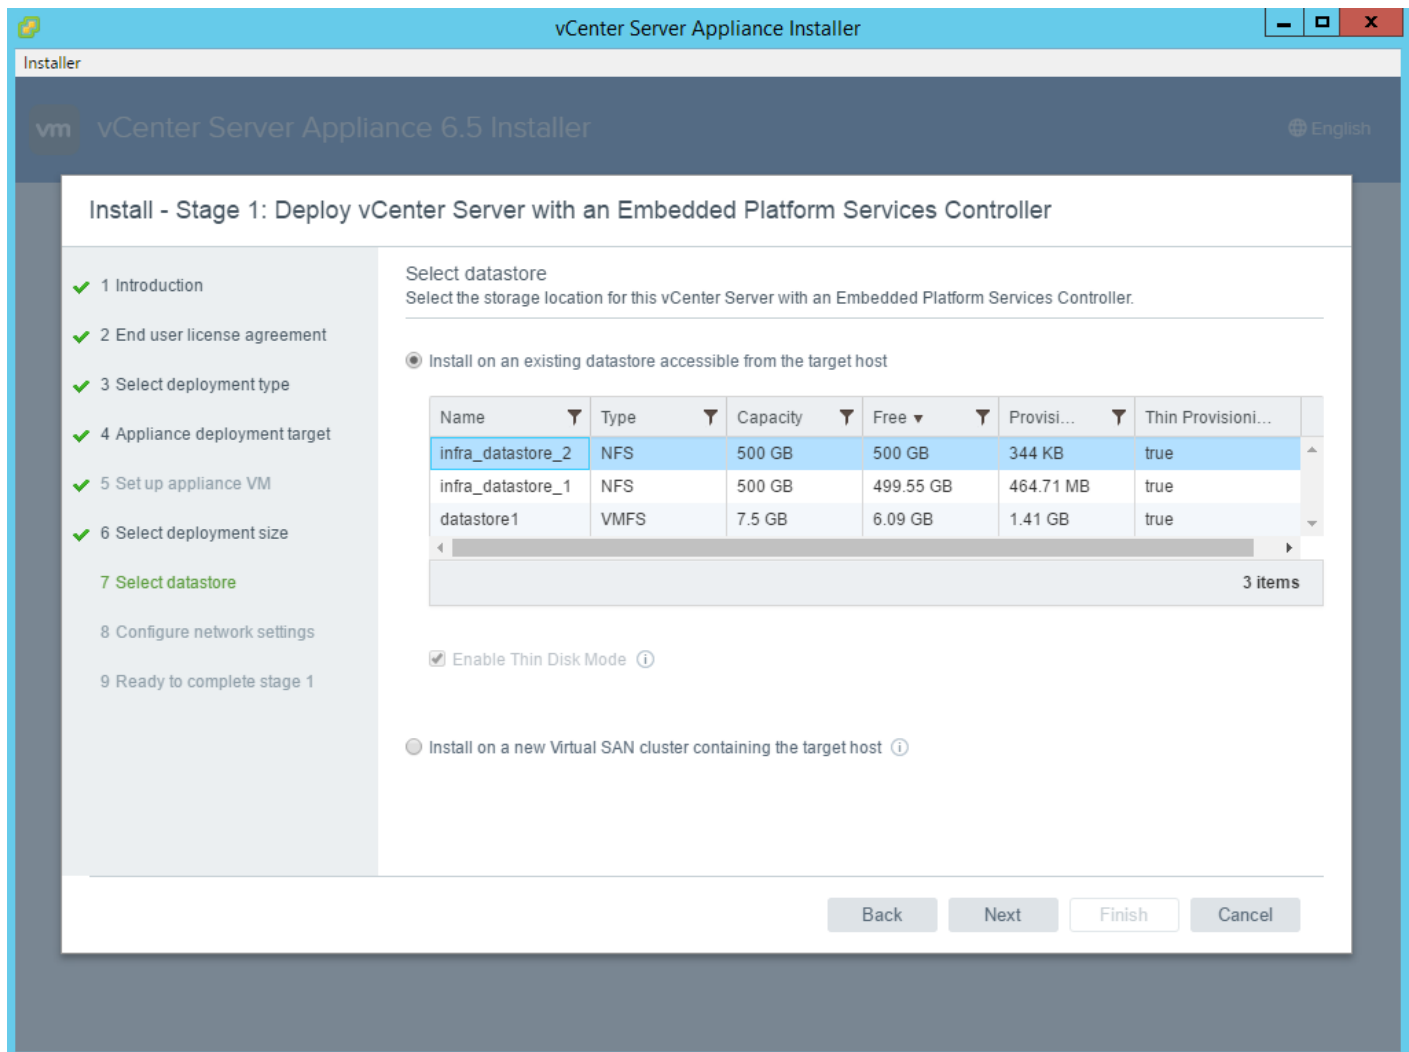 vCenter Server Appliance Installer
Installer
vm vCenter Server Appliance 6.5 Installer English
Install - Stage 1: Deploy vCenter Server with an Embedded Platform Services Controller
1 Introduction
2 End user license agreement
3 Select deployment type
4 Appliance deployment target
5 Set up appliance VM
6 Select deployment size
7 Select datastore
8 Configure network settings
9 Ready to complete stage 1
Select datastore
Select the storage location for this vCenter Server with an Embedded Platform Services Controller.
Install on an existing datastore accessible from the target host
Name Type Capacity Free Provisi... Thin Provisioni...
infra_datastore_2 NFS 500 GB 500 GB 344 KB true
infra_datastore_1 NFS 500 GB 499.55 GB 464.71 MB true
datastore1 VMFS 7.5 GB 6.09 GB 1.41 GB true
3 items
Enable Thin Disk Mode
Install on a new Virtual SAN cluster containing the target host
Back Next Finish Cancel